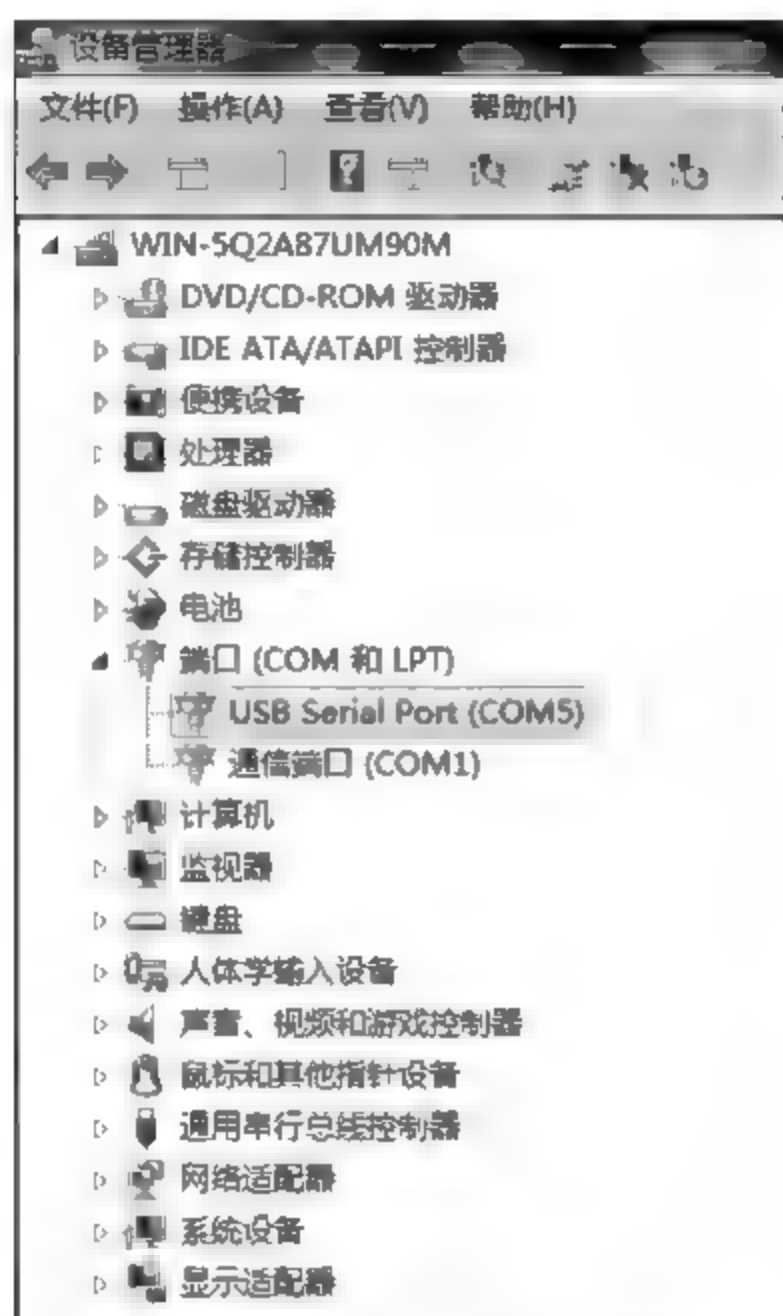 设备管理器
文件(F) 操作(A) 查看(V) 帮助(H)
WIN-5Q2A87UM90M
DVD/CD-ROM 驱动器
IDE ATA/ATAPI 控制器
便携设备
处理器
磁盘驱动器
存储控制器
电池
端口 (COM 和 LPT)
USB Serial Port (COM5)
通信端口 (COM1)
计算机
监视器
键盘
人体学输入设备
声音、视频和游戏控制器
鼠标和其他指针设备
通用串行总线控制器
网络适配器
系统设备
显示适配器